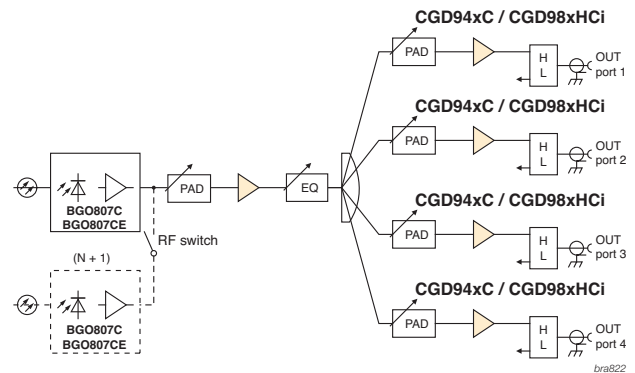 CGD94xC / CGD98xHCi
PAD
H
L
OUT
port 1
CGD94xC / CGD98xHCi
PAD
H
L
OUT
port 2
BGO807C
BGO807CE
PAD
EQ
RF switch
CGD94xC / CGD98xHCi
PAD
H
L
OUT
port 3
(N + 1)
BGO807C
BGO807CE
CGD94xC / CGD98xHCi
PAD
H
L
OUT
port 4
bra822